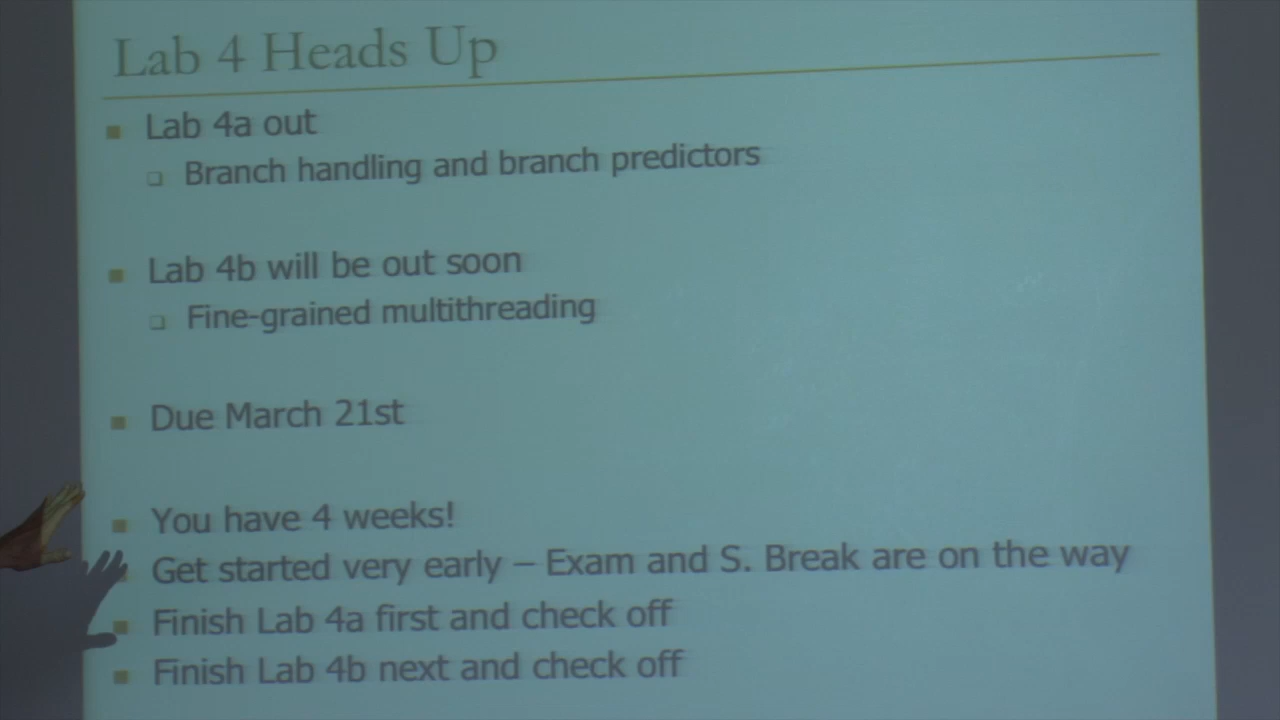 Lab 4 Heads Up
Lab 4a out
Branch handling and branch predictors
Lab 4b will be out soon
Fine-grained multithreading
Due March 21st
You have 4 weeks!
Get started very early – Exam and S. Break are on the way
Finish Lab 4a first and check off
Finish Lab 4b next and check off